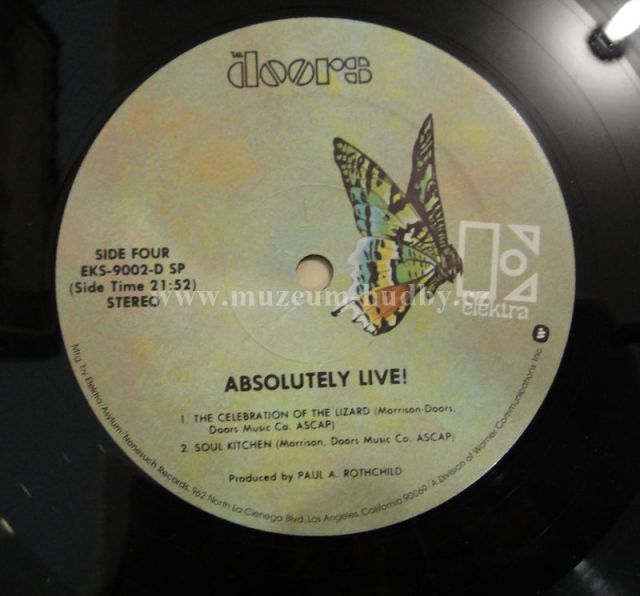 THE
doors
SIDE FOUR
EKS-9002-D SP
(Side Time 21:52)
STEREO
www.muzeum-hudby.cz
elektra
ABSOLUTELY LIVE!
1. THE CELEBRATION OF THE LIZARD (Morrison-Doors,
Doors Music Co. ASCAP)
2. SOUL KITCHEN (Morrison, Doors Music Co. ASCAP)
Produced by PAUL A. ROTHCHILD
Mfg by Elektra/Asylum/Nonesuch Records, 962 North La Cienega Blvd., Los Angeles, California 90069/A Division of Warner Communications Inc.